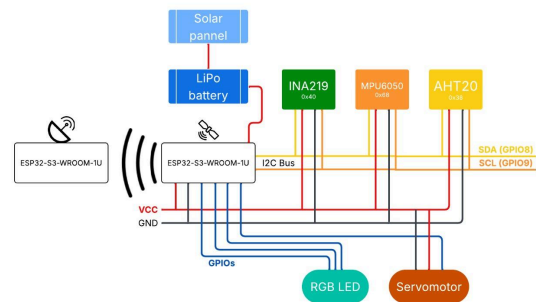 Solar
pannel
LiPo
battery
INA219
0x40
MPU6050
0x68
AHT20
0x38
ESP32-S3-WROOM-1U
ESP32-S3-WROOM-1U
SDA (GPIO8)
I2C Bus
SCL (GPIO9)
VCC
GND
GPIOs
RGB LED
Servomotor